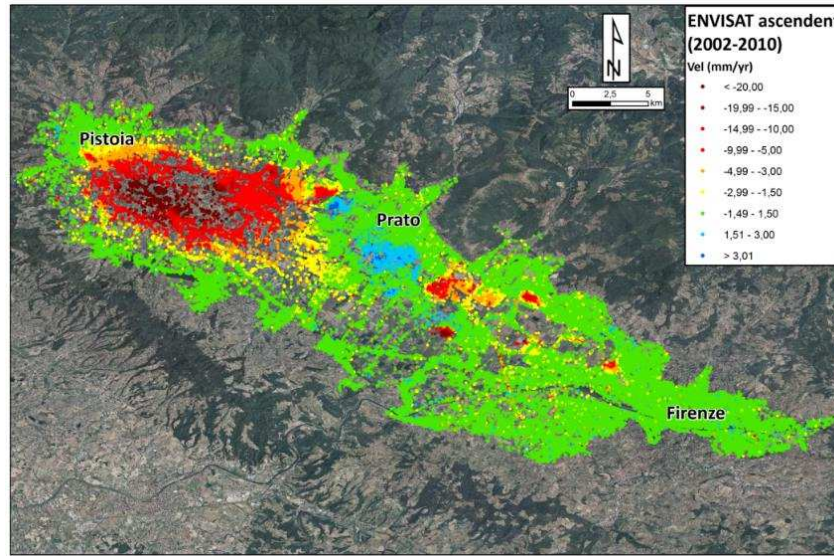 ENVISAT ascendent
(2002-2010)
Vel (mm/yr)
< -20,00
-19,99 - -15,00
-14,99 - -10,00
-9,99 - -5,00
-4,99 - -3,00
-2,99 - -1,50
-1,49 - 1,50
1,51 - 3,00
> 3,01
N
0 2,5 5
km
Pistoia
Prato
Firenze